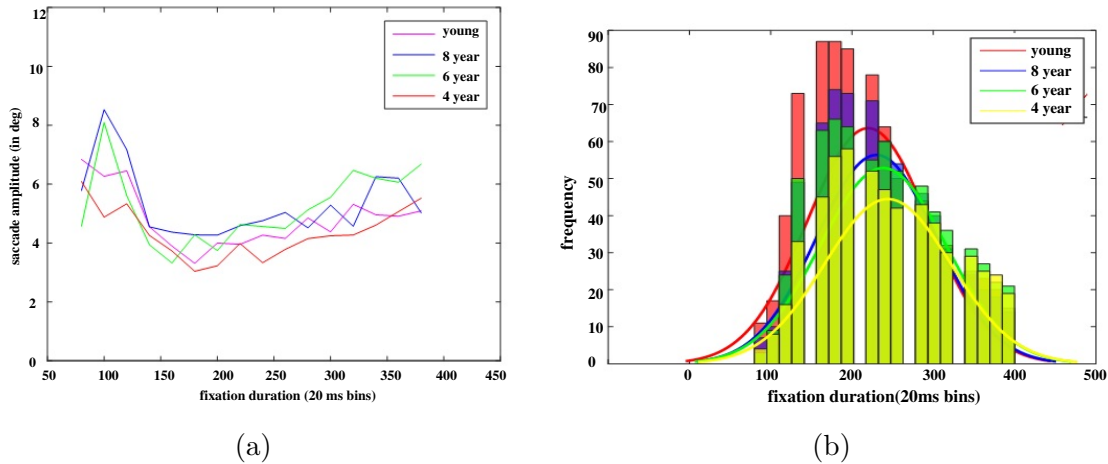 12
10
8
6
4
2
0
saccade amplitude (in deg)
50 100 150 200 250 300 350 400 450
fixation duration (20 ms bins)
young
8 year
6 year
4 year
(a)
90
80
70
60
50
40
30
20
10
0
frequency
0 100 200 300 400 500
fixation duration(20ms bins)
young
8 year
6 year
4 year
(b)